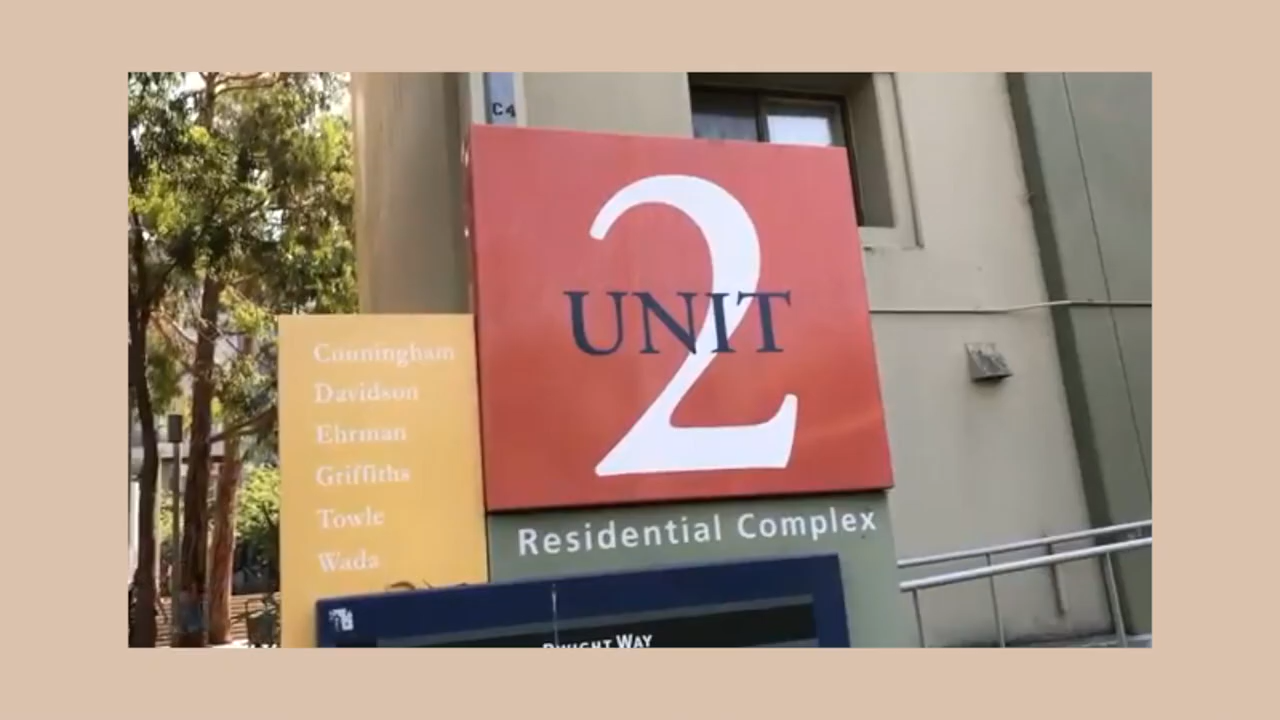 C4
2
UNIT
Cunningham
Davidson
Ehrman
Griffiths
Towle
Wada
Residential Complex
DWIGHT WAY